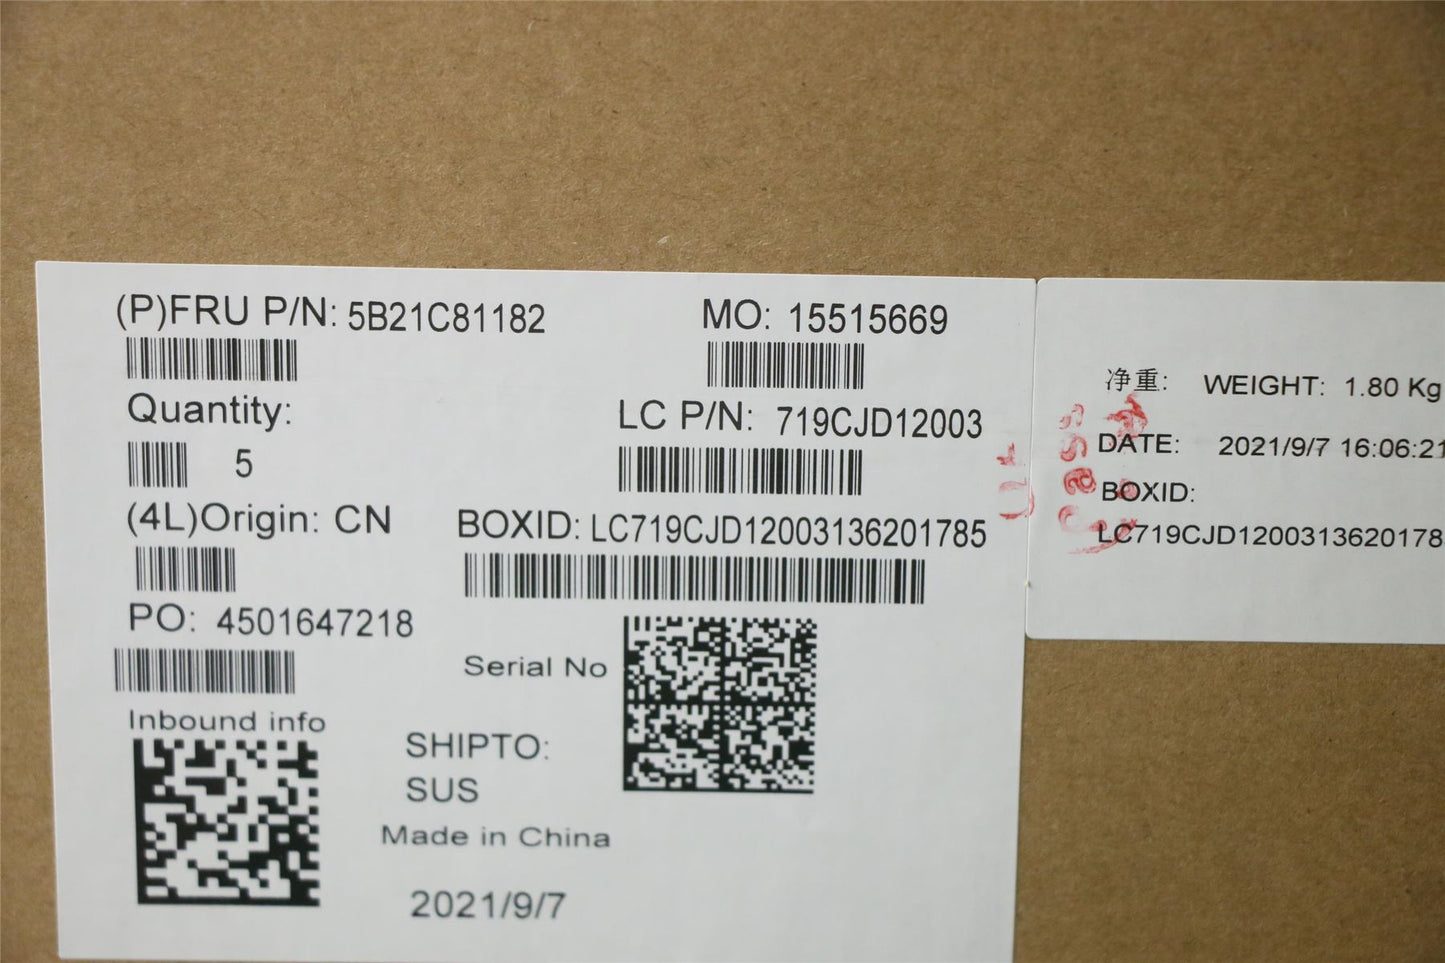 (P)FRU P/N: 5B21C81182
MO: 15515669
Quantity:
5
LC P/N: 719CJD12003
(4L)Origin: CN
BOXID: LC719CJD12003136201785
PO: 4501647218
Serial No
Inbound info
SHIPTO:
SUS
Made in China
2021/9/7
净重: WEIGHT: 1.80 Kg
DATE: 2021/9/7 16:06:21
BOXID:
LC719CJD1200313620178